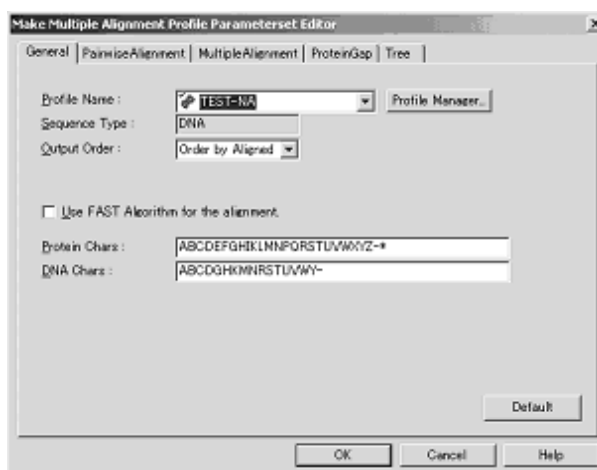 Make Multiple Alignment Profile Parameterset Editor
General PairwiseAlignment MultipleAlignment ProteinGap Tree
Profile Name : TEST-NA Profile Manager...
Sequence Type : DNA
Output Order : Order by Aligned
Use FAST Algorithm for the alignment.
Protein Chars : ABCDEFGHIKLMNPQRSTUVWXYZ-*
DNA Chars : ABCDGHKMNRSTUVWY-
Default
OK Cancel Help